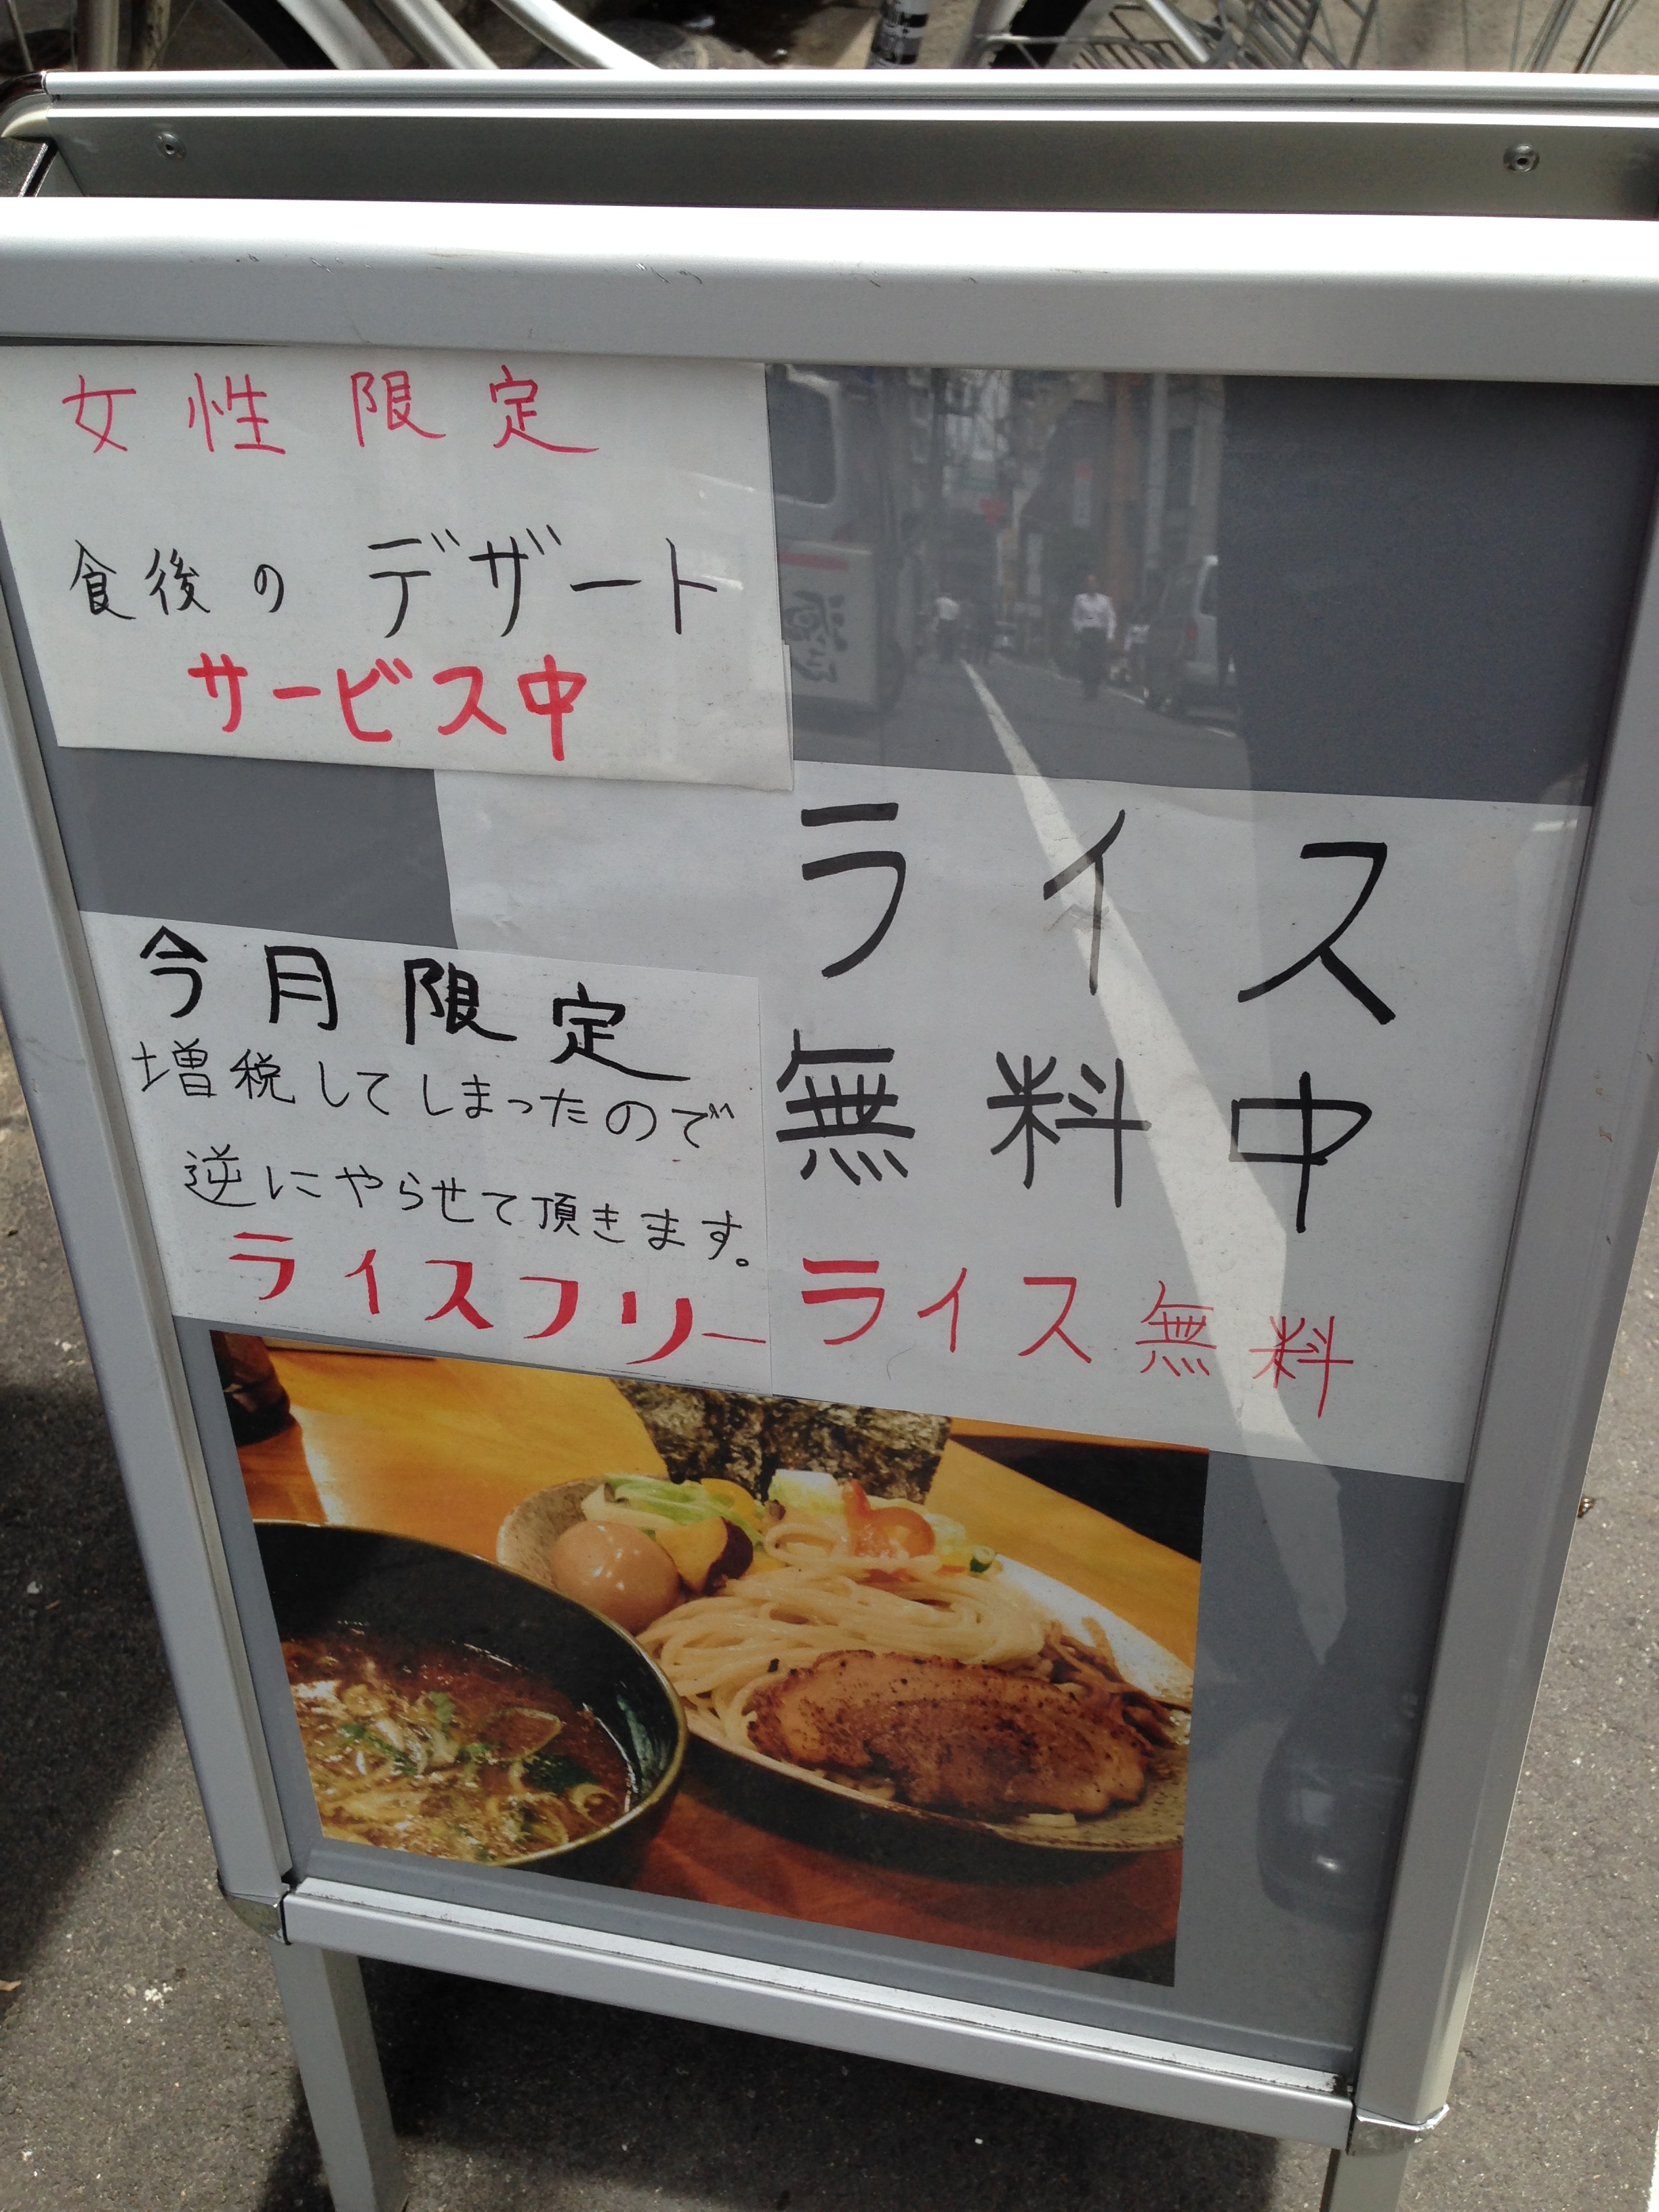 女性限定
食後のデザート
サービス中
ライス
無料中
ライス無料
今月限定
増税してしまったので
逆にやらせて頂きます。
ライスフリー